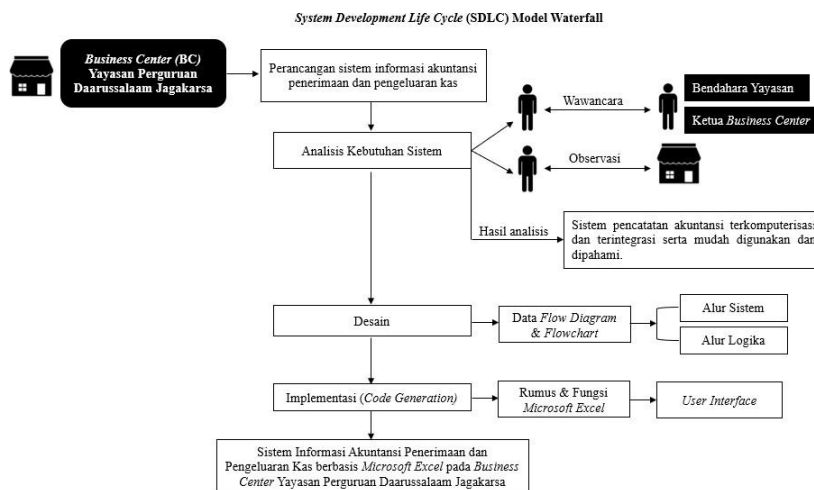 System Development Life Cycle (SDLC) Model Waterfall
Business Center (BC)
Yayasan Perguruan
Daarussalaam Jagakarsa
Perancangan sistem informasi akuntansi
penerimaan dan pengeluaran kas
Analisis Kebutuhan Sistem
Wawancara
Bendahara Yayasan
Ketua Business Center
Observasi
Hasil analisis
Sistem pencatatan akuntansi terkomputerisasi
dan terintegrasi serta mudah digunakan dan
dipahami.
Desain
Data Flow Diagram
& Flowchart
Alur Sistem
Alur Logika
Implementasi (Code Generation)
Rumus & Fungsi
Microsoft Excel
User Interface
Sistem Informasi Akuntansi Penerimaan dan
Pengeluaran Kas berbasis Microsoft Excel pada Business
Center Yayasan Perguruan Daarussalaam Jagakarsa